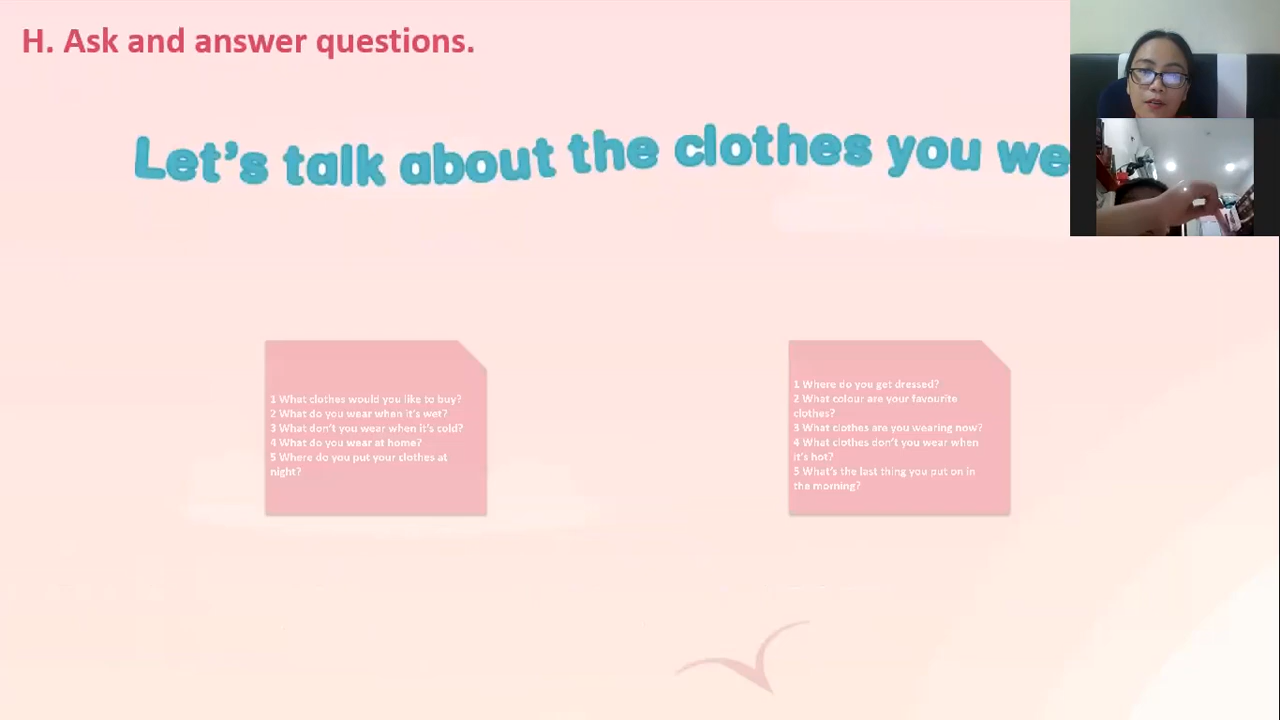 H. Ask and answer questions.
Let's talk about the clothes you we
1 What clothes would you like to buy?
2 What do you wear when it's wet?
3 What don't you wear when it's cold?
4 What do you wear at home?
5 Where do you put your clothes at
night?
1 Where do you get dressed?
2 What colour are your favourite
clothes?
3 What clothes are you wearing now?
4 What clothes don't you wear when
it's hot?
5 What's the last thing you put on in
the morning?